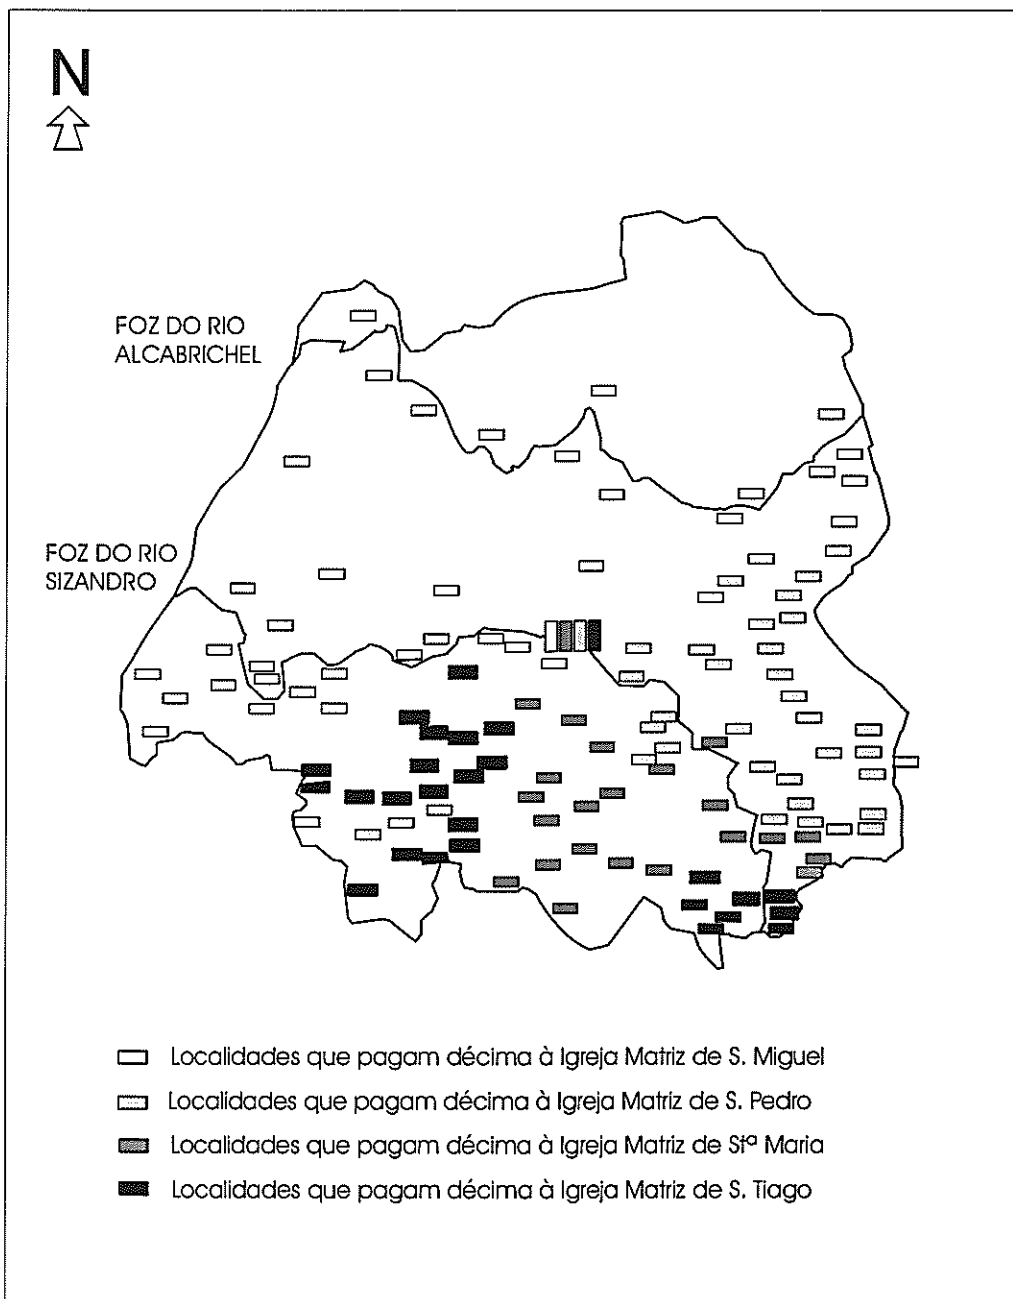 N
FOZ DO RIO
ALCABRICHEL
FOZ DO RIO
SIZANDRO
Localidades que pagam décima à Igreja Matriz de S. Miguel
Localidades que pagam décima à Igreja Matriz de S. Pedro
Localidades que pagam décima à Igreja Matriz de Stª Maria
Localidades que pagam décima à Igreja Matriz de S. Tiago